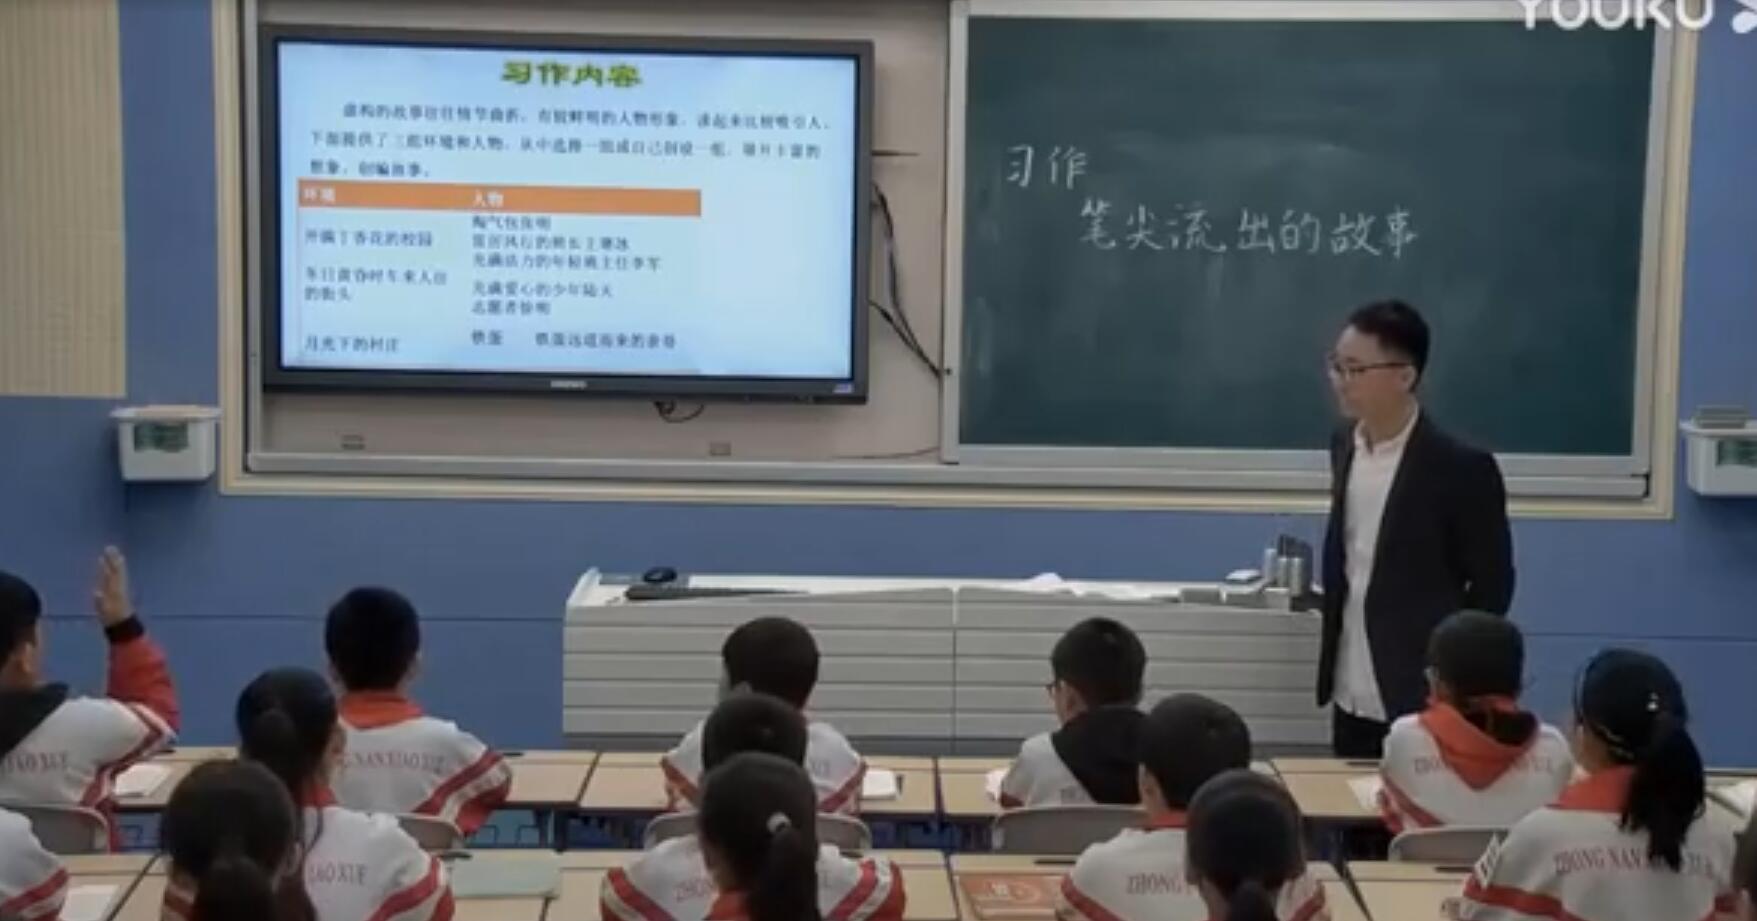 YOUKU
习作内容
虚构的故事往往情节曲折，有较鲜明的人物形象，读起来比较吸引人。
下面提供了三组环境和人物，从中选择一组或自己创设一组，展开丰富的
想象，创编故事。
环境 人物
开满丁香花的校园
淘气包张明
雷厉风行的班长王寒冰
充满活力的年轻班主任李军
冬日黄昏时车来人往
的街头
充满爱心的少年陆天
志愿者徐明
月光下的村庄
铁蛋 铁蛋远道而来的表哥
习作
笔尖流出的故事
ZHONG NAN